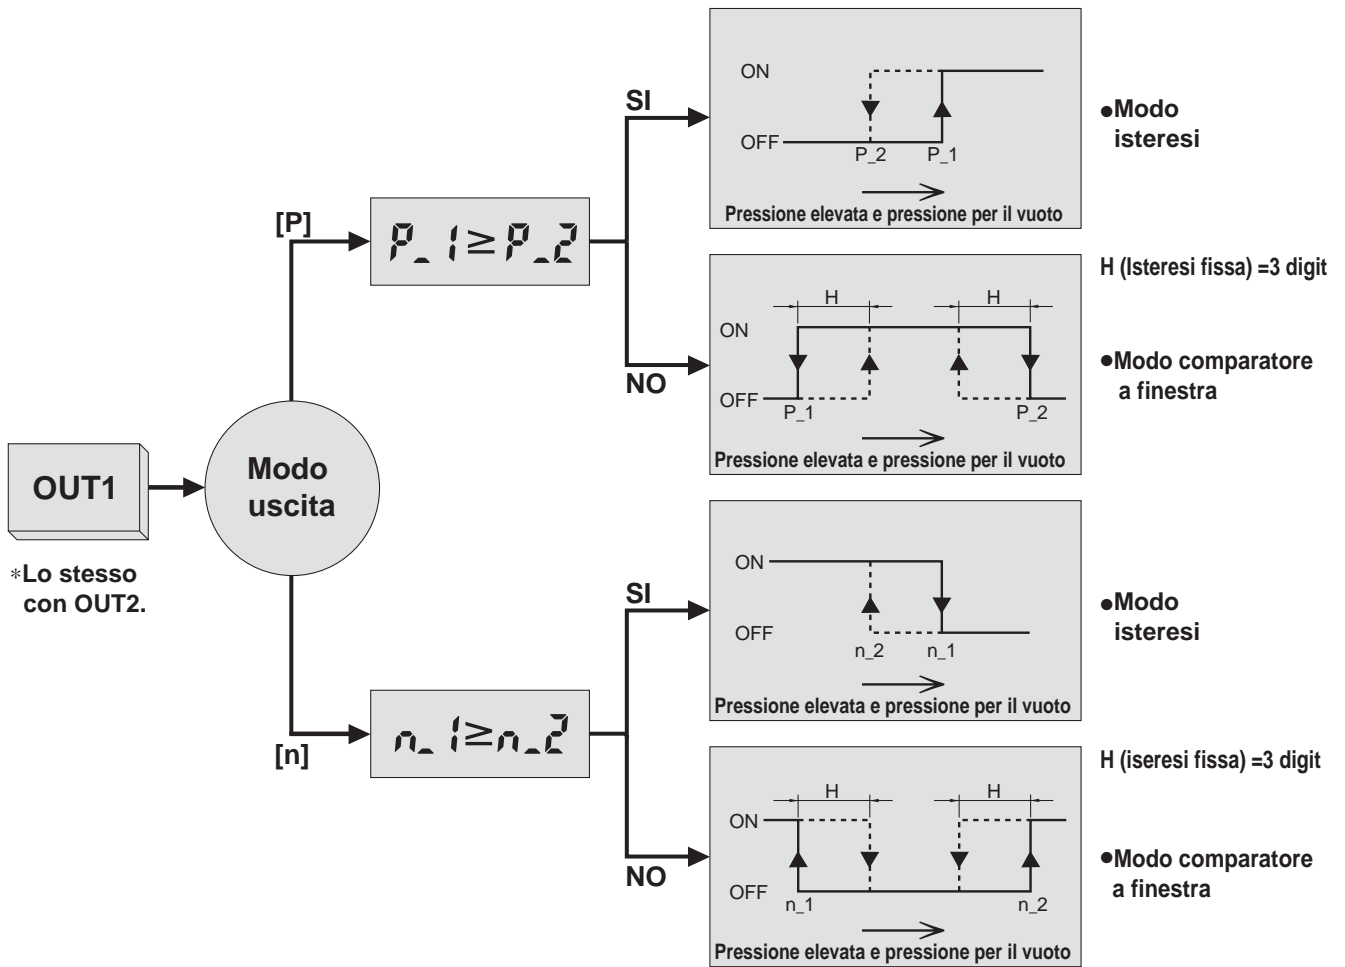 OUT1
∗Lo stesso
con OUT2.
Modo
uscita
[P]
P_1≧P_2
SI
NO
ON
OFF
P_2
P_1
Pressione elevata e pressione per il vuoto
●Modo
isteresi
H (Isteresi fissa) =3 digit
H
H
ON
OFF
P_1
P_2
Pressione elevata e pressione per il vuoto
●Modo comparatore
a finestra
[n]
n_1≧n_2
SI
NO
ON
OFF
n_2
n_1
Pressione elevata e pressione per il vuoto
●Modo
isteresi
H (iseresi fissa) =3 digit
H
H
ON
OFF
n_1
n_2
Pressione elevata e pressione per il vuoto
●Modo comparatore
a finestra